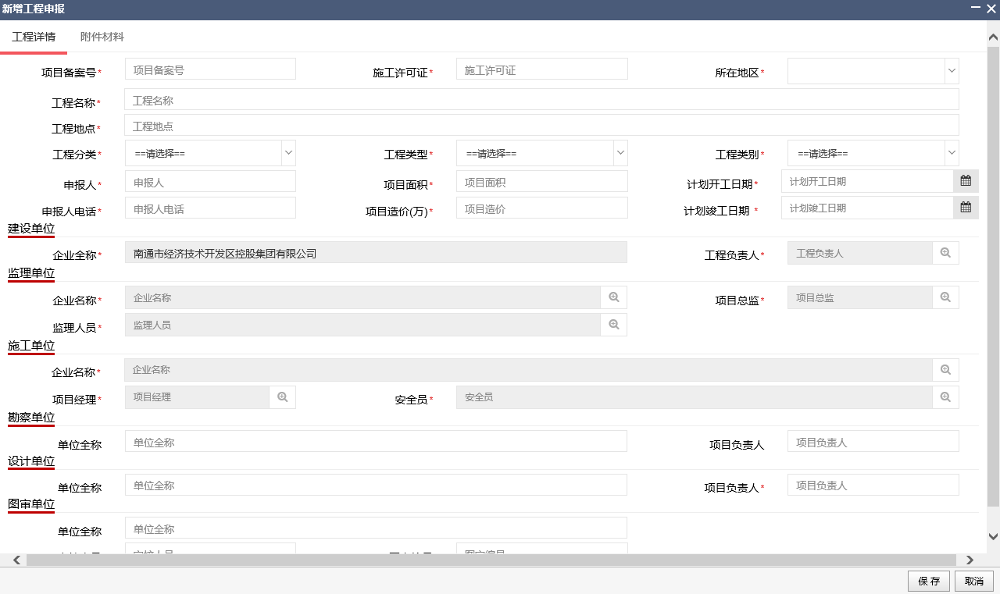 新增工程申报
工程详情 附件材料
项目备案号* 项目备案号 施工许可证* 施工许可证 所在地区*
工程名称* 工程名称
工程地点* 工程地点
工程分类* ==请选择== 工程类型* ==请选择== 工程类别* ==请选择==
申报人* 申报人 项目面积* 项目面积 计划开工日期* 计划开工日期
申报人电话* 申报人电话 项目造价(万)* 项目造价 计划竣工日期 * 计划竣工日期
建设单位
企业全称* 南通市经济技术开发区控股集团有限公司 工程负责人* 工程负责人
监理单位
企业名称* 企业名称 项目总监* 项目总监
监理人员* 监理人员
施工单位
企业名称* 企业名称
项目经理* 项目经理 安全员* 安全员
勘察单位
单位全称 单位全称 项目负责人 项目负责人
设计单位
单位全称 单位全称 项目负责人* 项目负责人
图审单位
单位全称 单位全称
保 存 取消